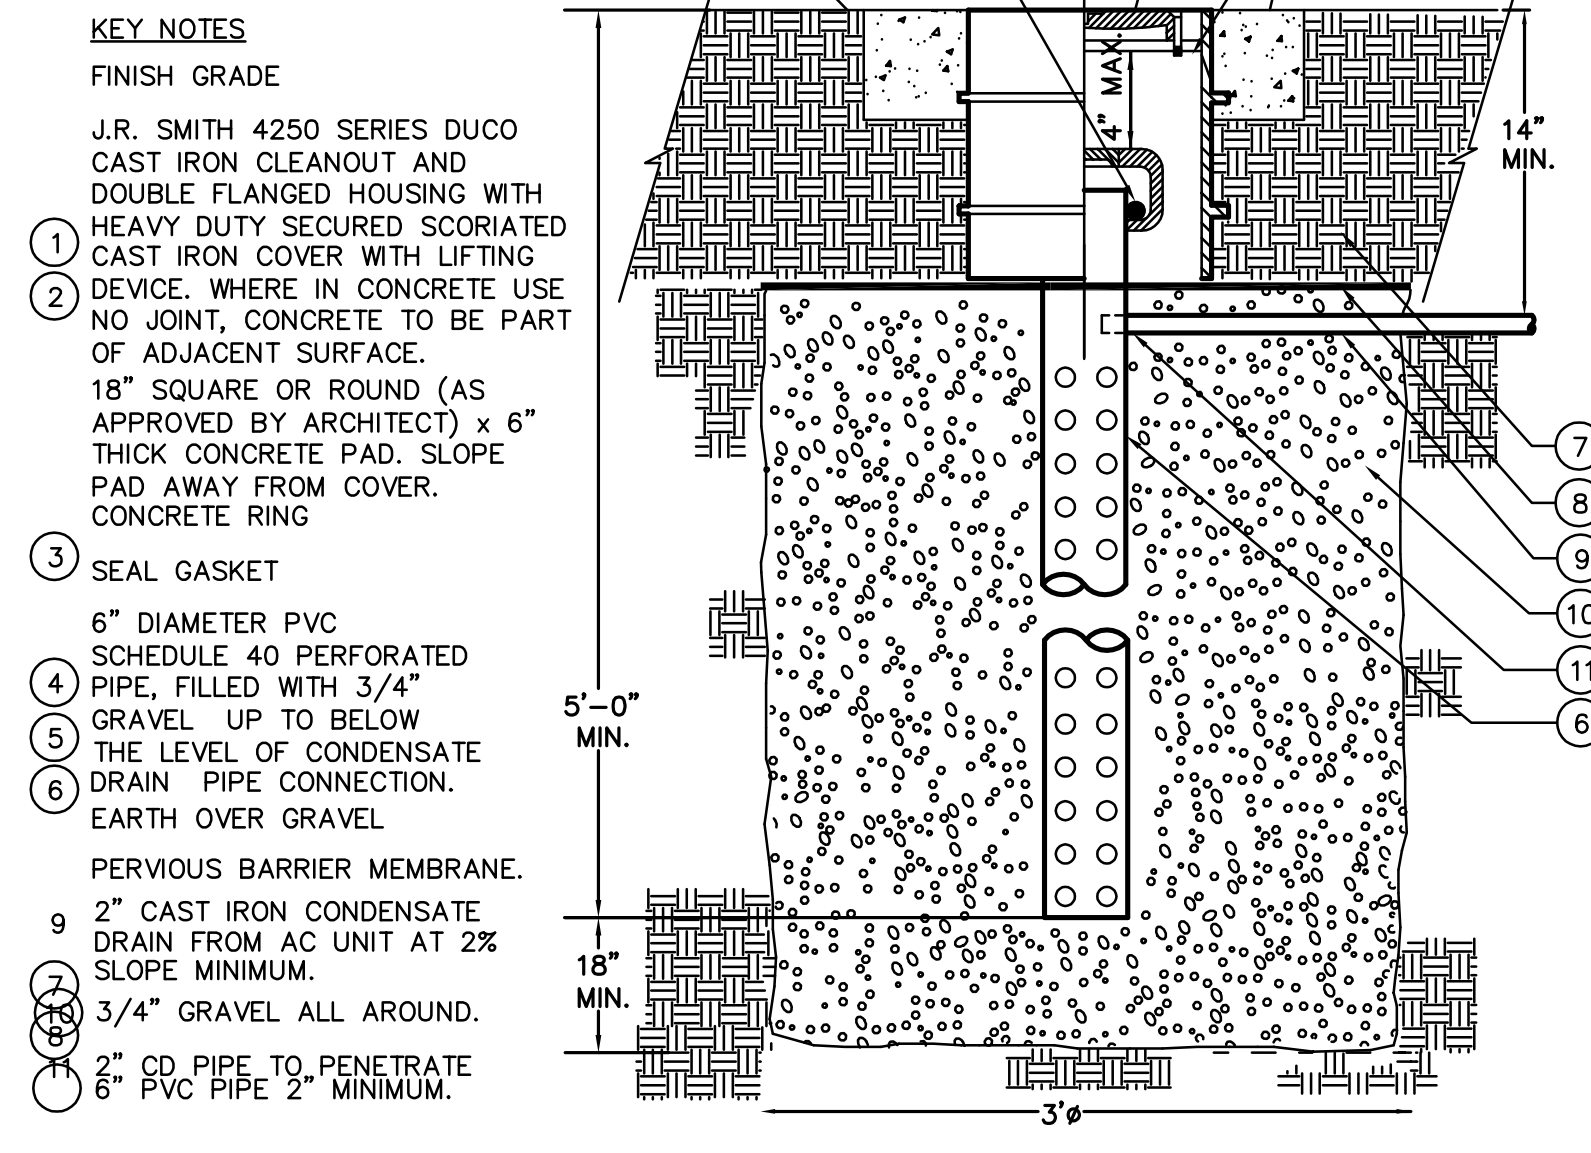 KEY NOTES
FINISH GRADE
J.R. SMITH 4250 SERIES DUCO
CAST IRON CLEANOUT AND
DOUBLE FLANGED HOUSING WITH
1 HEAVY DUTY SECURED SCORIATED
CAST IRON COVER WITH LIFTING
2 DEVICE. WHERE IN CONCRETE USE
NO JOINT, CONCRETE TO BE PART
OF ADJACENT SURFACE.
18” SQUARE OR ROUND (AS
APPROVED BY ARCHITECT) x 6”
THICK CONCRETE PAD. SLOPE
PAD AWAY FROM COVER.
CONCRETE RING
3 SEAL GASKET
6” DIAMETER PVC
SCHEDULE 40 PERFORATED
4 PIPE, FILLED WITH 3/4”
GRAVEL UP TO BELOW
5 THE LEVEL OF CONDENSATE
6 DRAIN PIPE CONNECTION.
EARTH OVER GRAVEL
PERVIOUS BARRIER MEMBRANE.
9 2” CAST IRON CONDENSATE
DRAIN FROM AC UNIT AT 2%
SLOPE MINIMUM.
7
10 3/4” GRAVEL ALL AROUND.
8
11 2” CD PIPE TO PENETRATE
6” PVC PIPE 2” MINIMUM.
4” MAX.
14”
MIN.
5'-0”
MIN.
18”
MIN.
3'ø
7
8
9
10
11
6